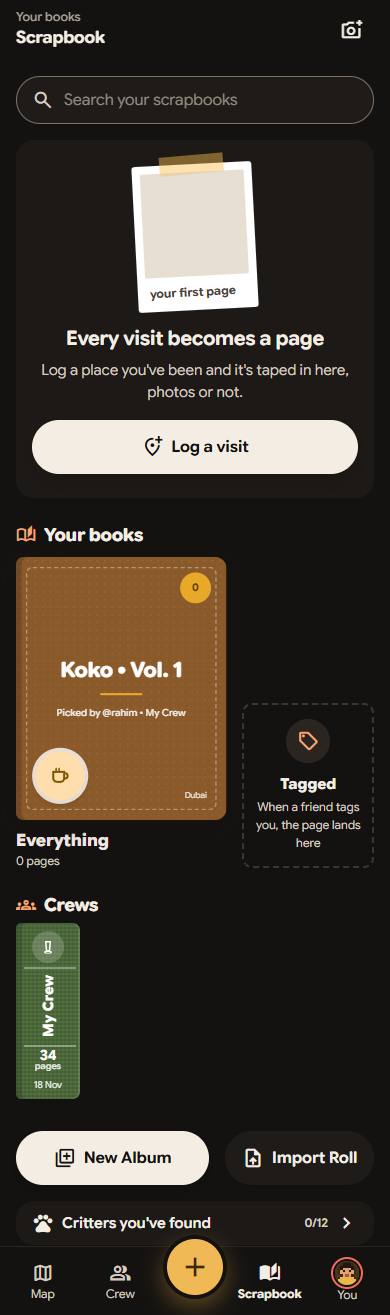 Your books
Scrapbook
Search your scrapbooks
your first page
Every visit becomes a page
Log a place you've been and it's taped in here,
photos or not.
Log a visit
Your books
0
Koko • Vol. 1
Picked by @rahim • My Crew
Dubai
Everything
0 pages
Tagged
When a friend tags
you, the page lands
here
Crews
My Crew
34
pages
18 Nov
New Album
Import Roll
Critters you've found
0/12
Map
Crew
Scrapbook
You